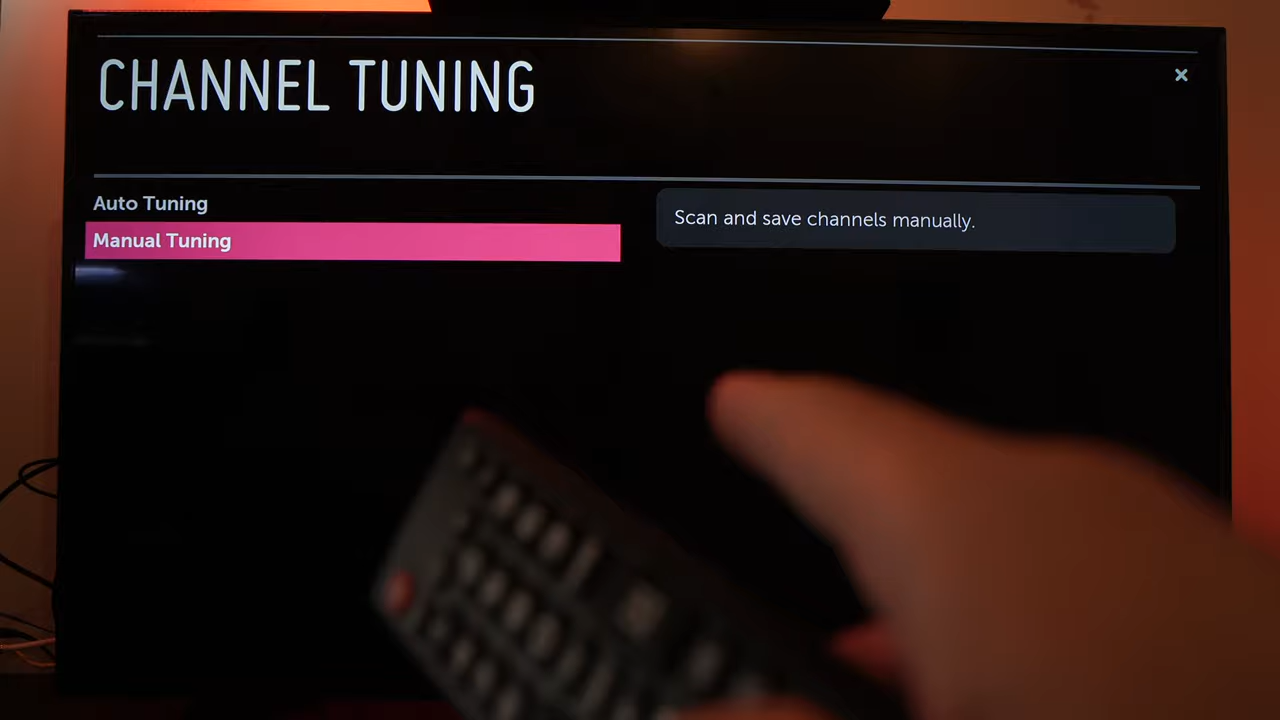 CHANNEL TUNING
×
Auto Tuning
Manual Tuning
Scan and save channels manually.